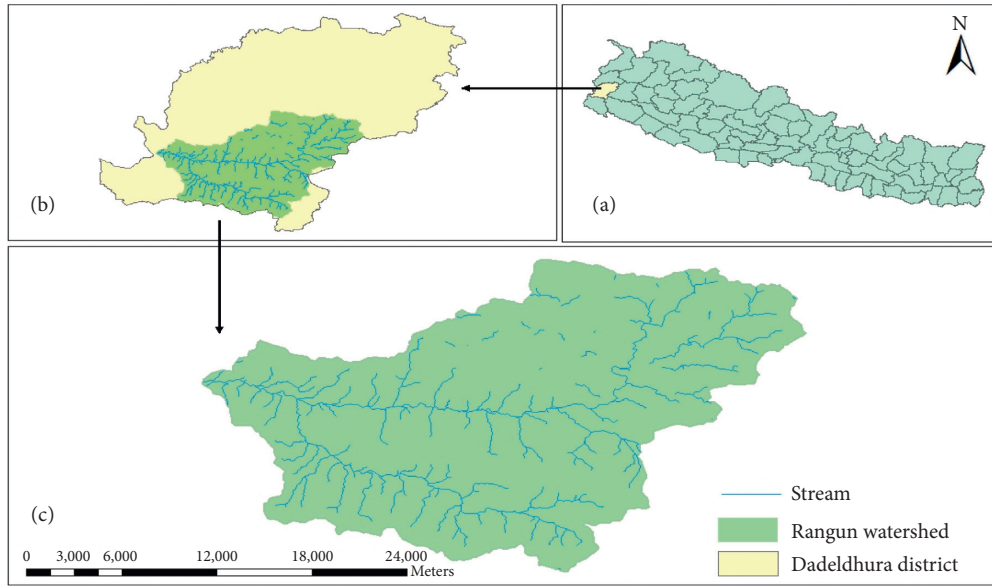 N
(b)
(a)
(c)
Stream
Rangun watershed
Dadeldhura district
0 3,000 6,000 12,000 18,000 24,000
Meters